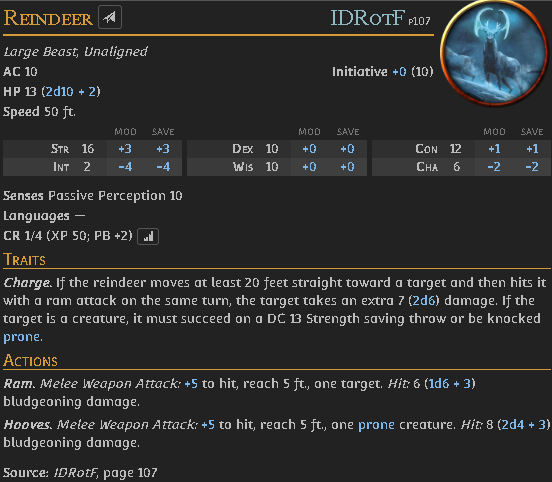 Reindeer IDRotF p107
Large Beast, Unaligned
AC 10 Initiative +0 (10)
HP 13 (2d10 + 2)
Speed 50 ft.
MOD SAVE MOD SAVE MOD SAVE
Str 16 +3 +3 Dex 10 +0 +0 Con 12 +1 +1
Int 2 –4 –4 Wis 10 +0 +0 Cha 6 –2 –2
Senses Passive Perception 10
Languages —
CR 1/4 (XP 50; PB +2)
Traits
Charge. If the reindeer moves at least 20 feet straight toward a target and then hits it
with a ram attack on the same turn, the target takes an extra 7 (2d6) damage. If the
target is a creature, it must succeed on a DC 13 Strength saving throw or be knocked
prone.
Actions
Ram. Melee Weapon Attack: +5 to hit, reach 5 ft., one target. Hit: 6 (1d6 + 3)
bludgeoning damage.
Hooves. Melee Weapon Attack: +5 to hit, reach 5 ft., one prone creature. Hit: 8 (2d4 + 3)
bludgeoning damage.
Source: IDRotF, page 107